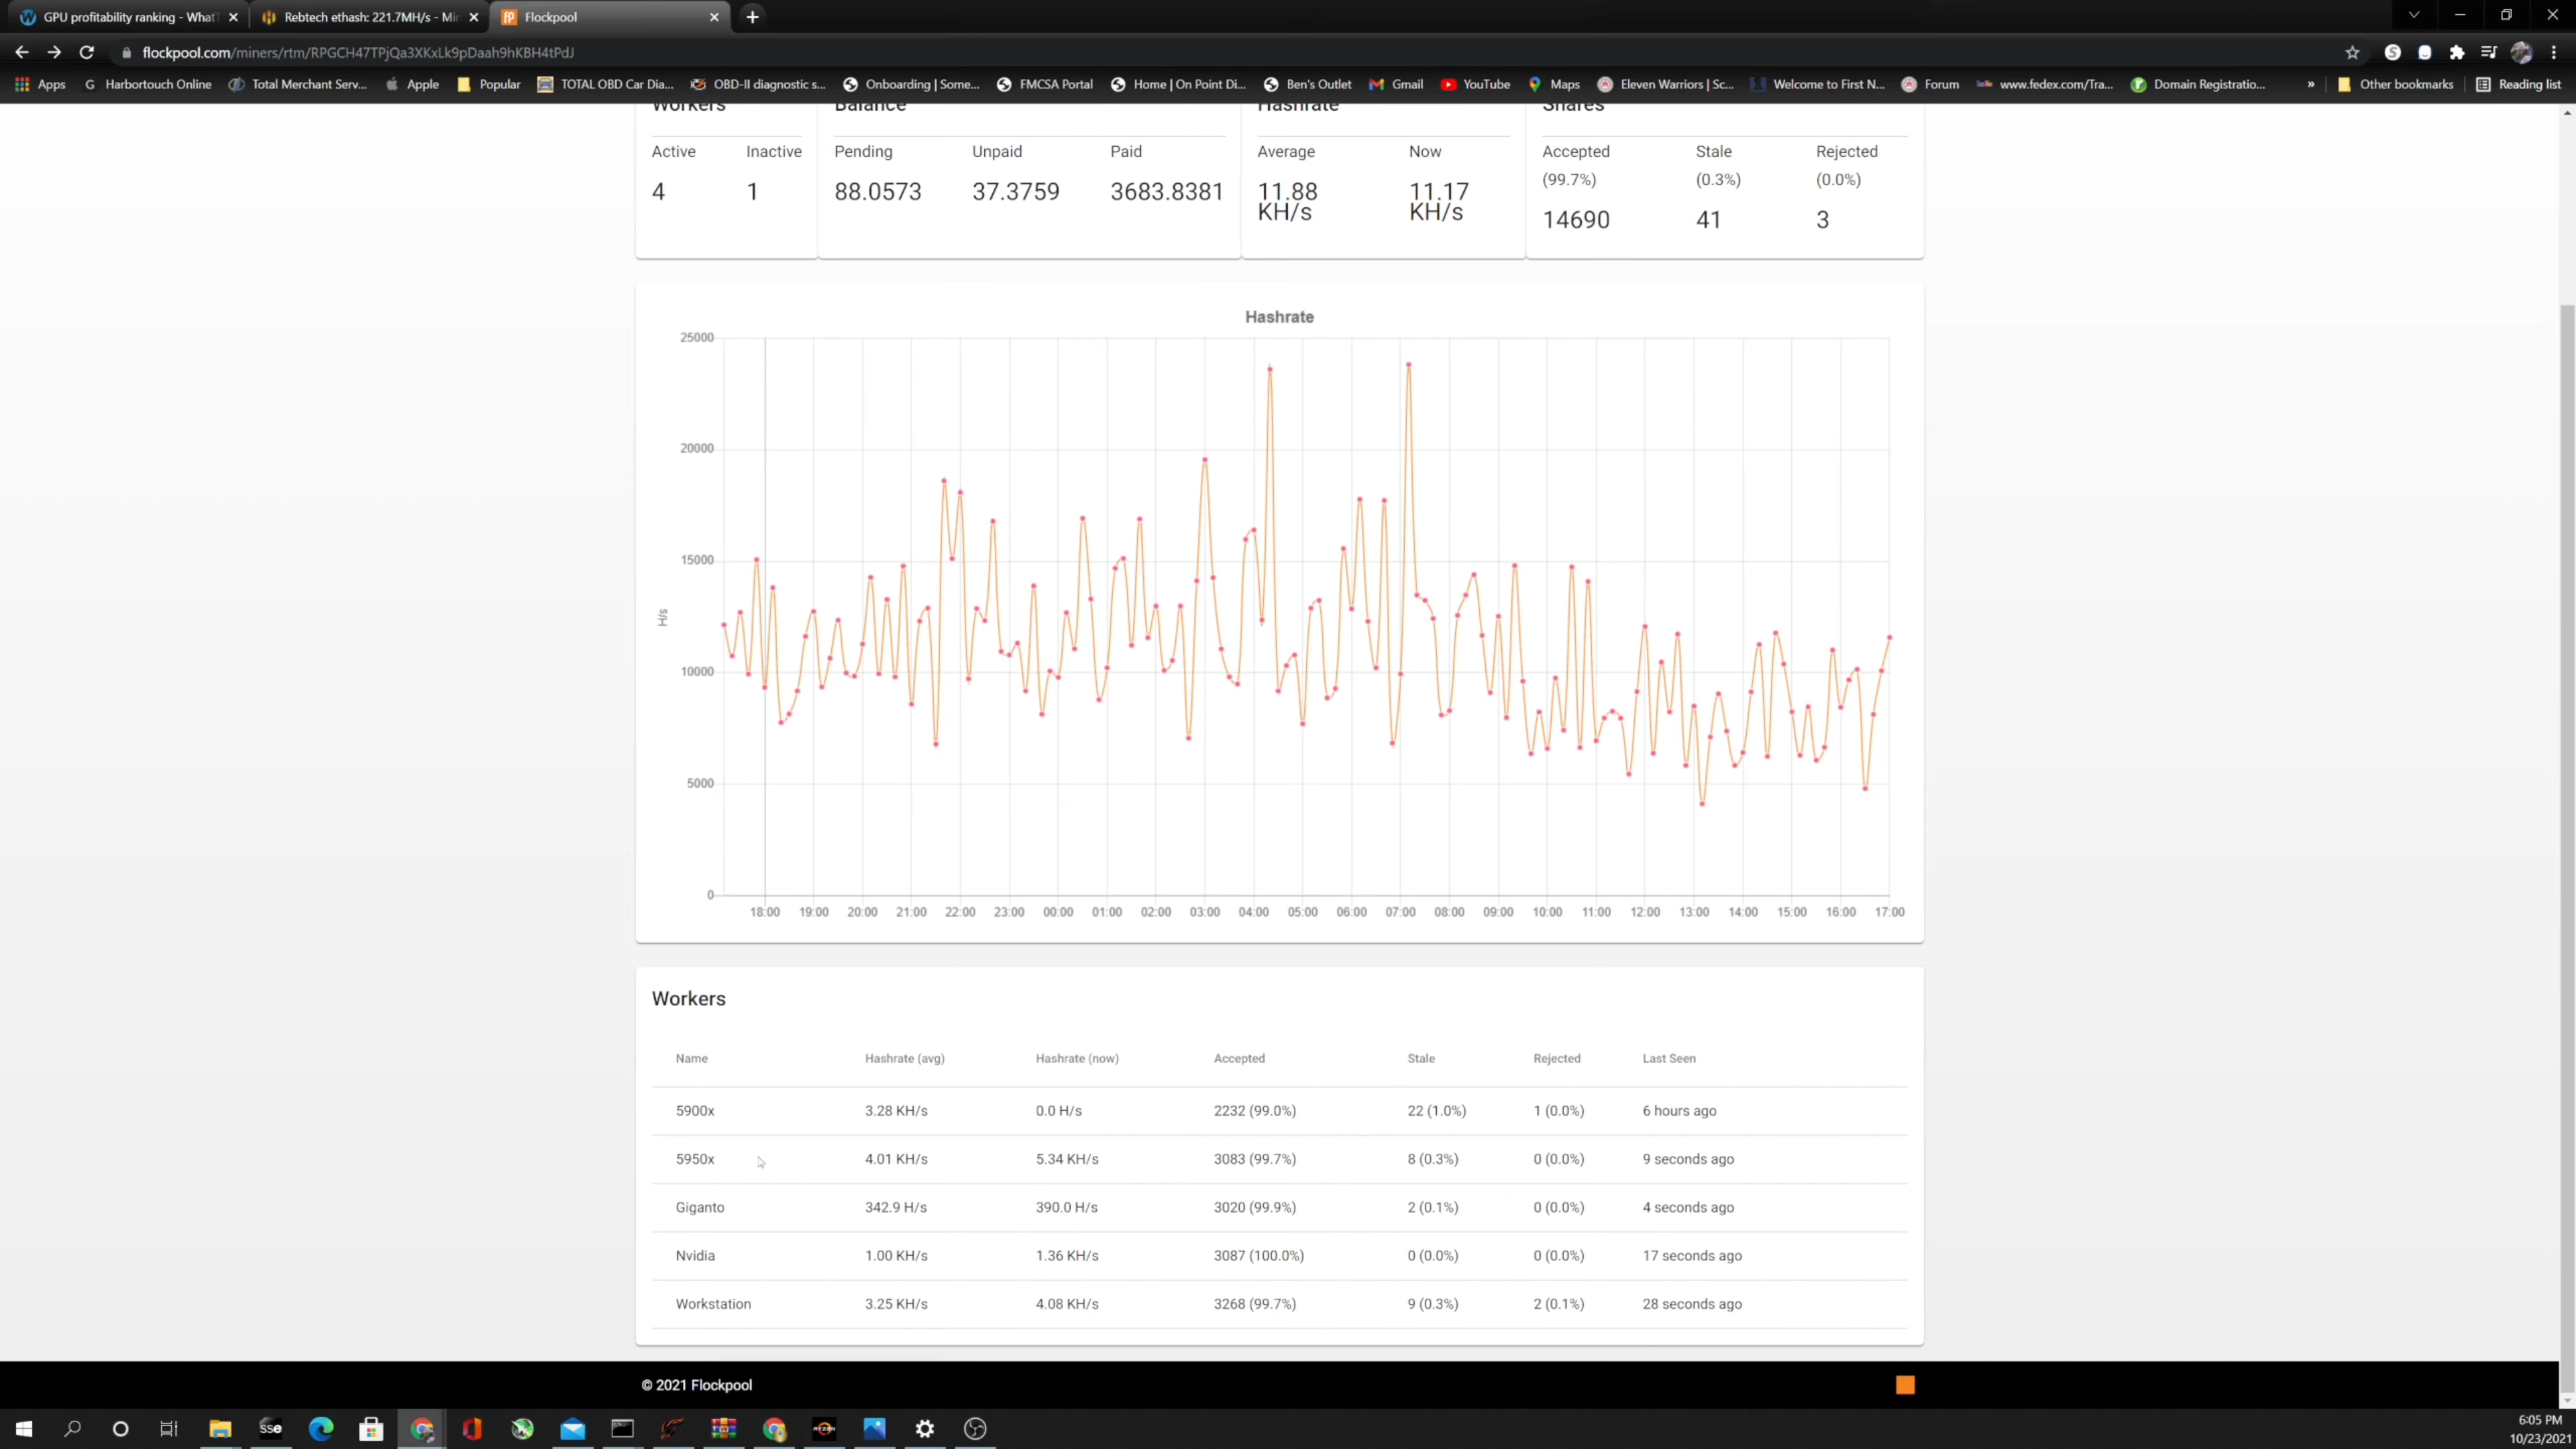 GPU profitability ranking - What
Rebtech ethash: 221.7MH/s - Mi
Flockpool
flockpool.com/miners/rtm/RPGCH47TPjQa3XKxLk9pDaah9hKBH4tPdJ
Apps
Harbortouch Online
Total Merchant Serv...
Apple
Popular
TOTAL OBD Car Dia...
OBD-II diagnostic s...
Onboarding | Some...
FMCSA Portal
Home | On Point Di...
Ben's Outlet
Gmail
YouTube
Maps
Eleven Warriors | Sc...
Welcome to First N...
Forum
www.fedex.com/Tra...
Domain Registratio...
»
Other bookmarks
Reading list
Workers
Balance
Hashrate
Shares
Active Inactive Pending Unpaid Paid Average Now Accepted Stale Rejected
(99.7%) (0.3%) (0.0%)
4 1 88.0573 37.3759 3683.8381 11.88 KH/s 11.17 KH/s 14690 41 3
Hashrate
25000
20000
15000
H/s
10000
5000
0
18:00 19:00 20:00 21:00 22:00 23:00 00:00 01:00 02:00 03:00 04:00 05:00 06:00 07:00 08:00 09:00 10:00 11:00 12:00 13:00 14:00 15:00 16:00 17:00
Workers
Name Hashrate (avg) Hashrate (now) Accepted Stale Rejected Last Seen
5900x 3.28 KH/s 0.0 H/s 2232 (99.0%) 22 (1.0%) 1 (0.0%) 6 hours ago
5950x 4.01 KH/s 5.34 KH/s 3083 (99.7%) 8 (0.3%) 0 (0.0%) 9 seconds ago
Giganto 342.9 H/s 390.0 H/s 3020 (99.9%) 2 (0.1%) 0 (0.0%) 4 seconds ago
Nvidia 1.00 KH/s 1.36 KH/s 3087 (100.0%) 0 (0.0%) 0 (0.0%) 17 seconds ago
Workstation 3.25 KH/s 4.08 KH/s 3268 (99.7%) 9 (0.3%) 2 (0.1%) 28 seconds ago
© 2021 Flockpool
sse
RYZEN
6:05 PM
10/23/2021